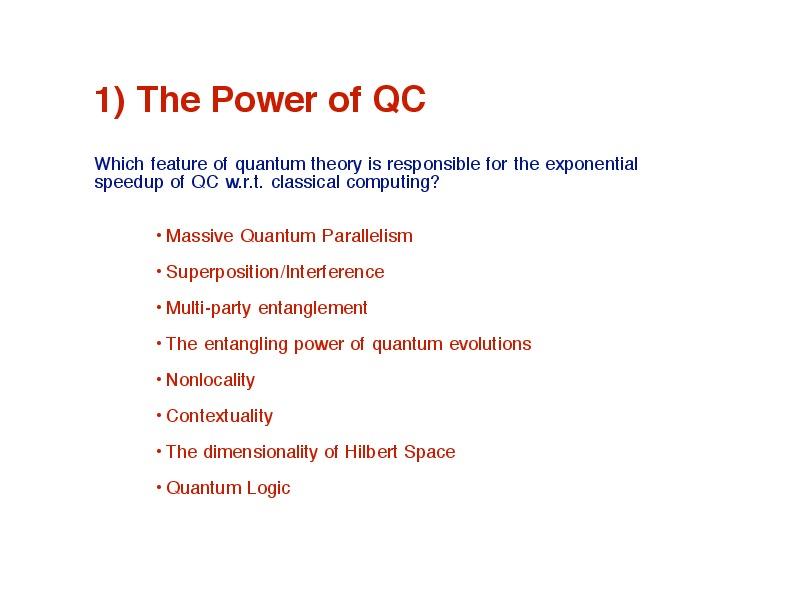 1) The Power of QC
Which feature of quantum theory is responsible for the exponential
speedup of QC w.r.t. classical computing?
• Massive Quantum Parallelism
• Superposition/Interference
• Multi-party entanglement
• The entangling power of quantum evolutions
• Nonlocality
• Contextuality
• The dimensionality of Hilbert Space
• Quantum Logic